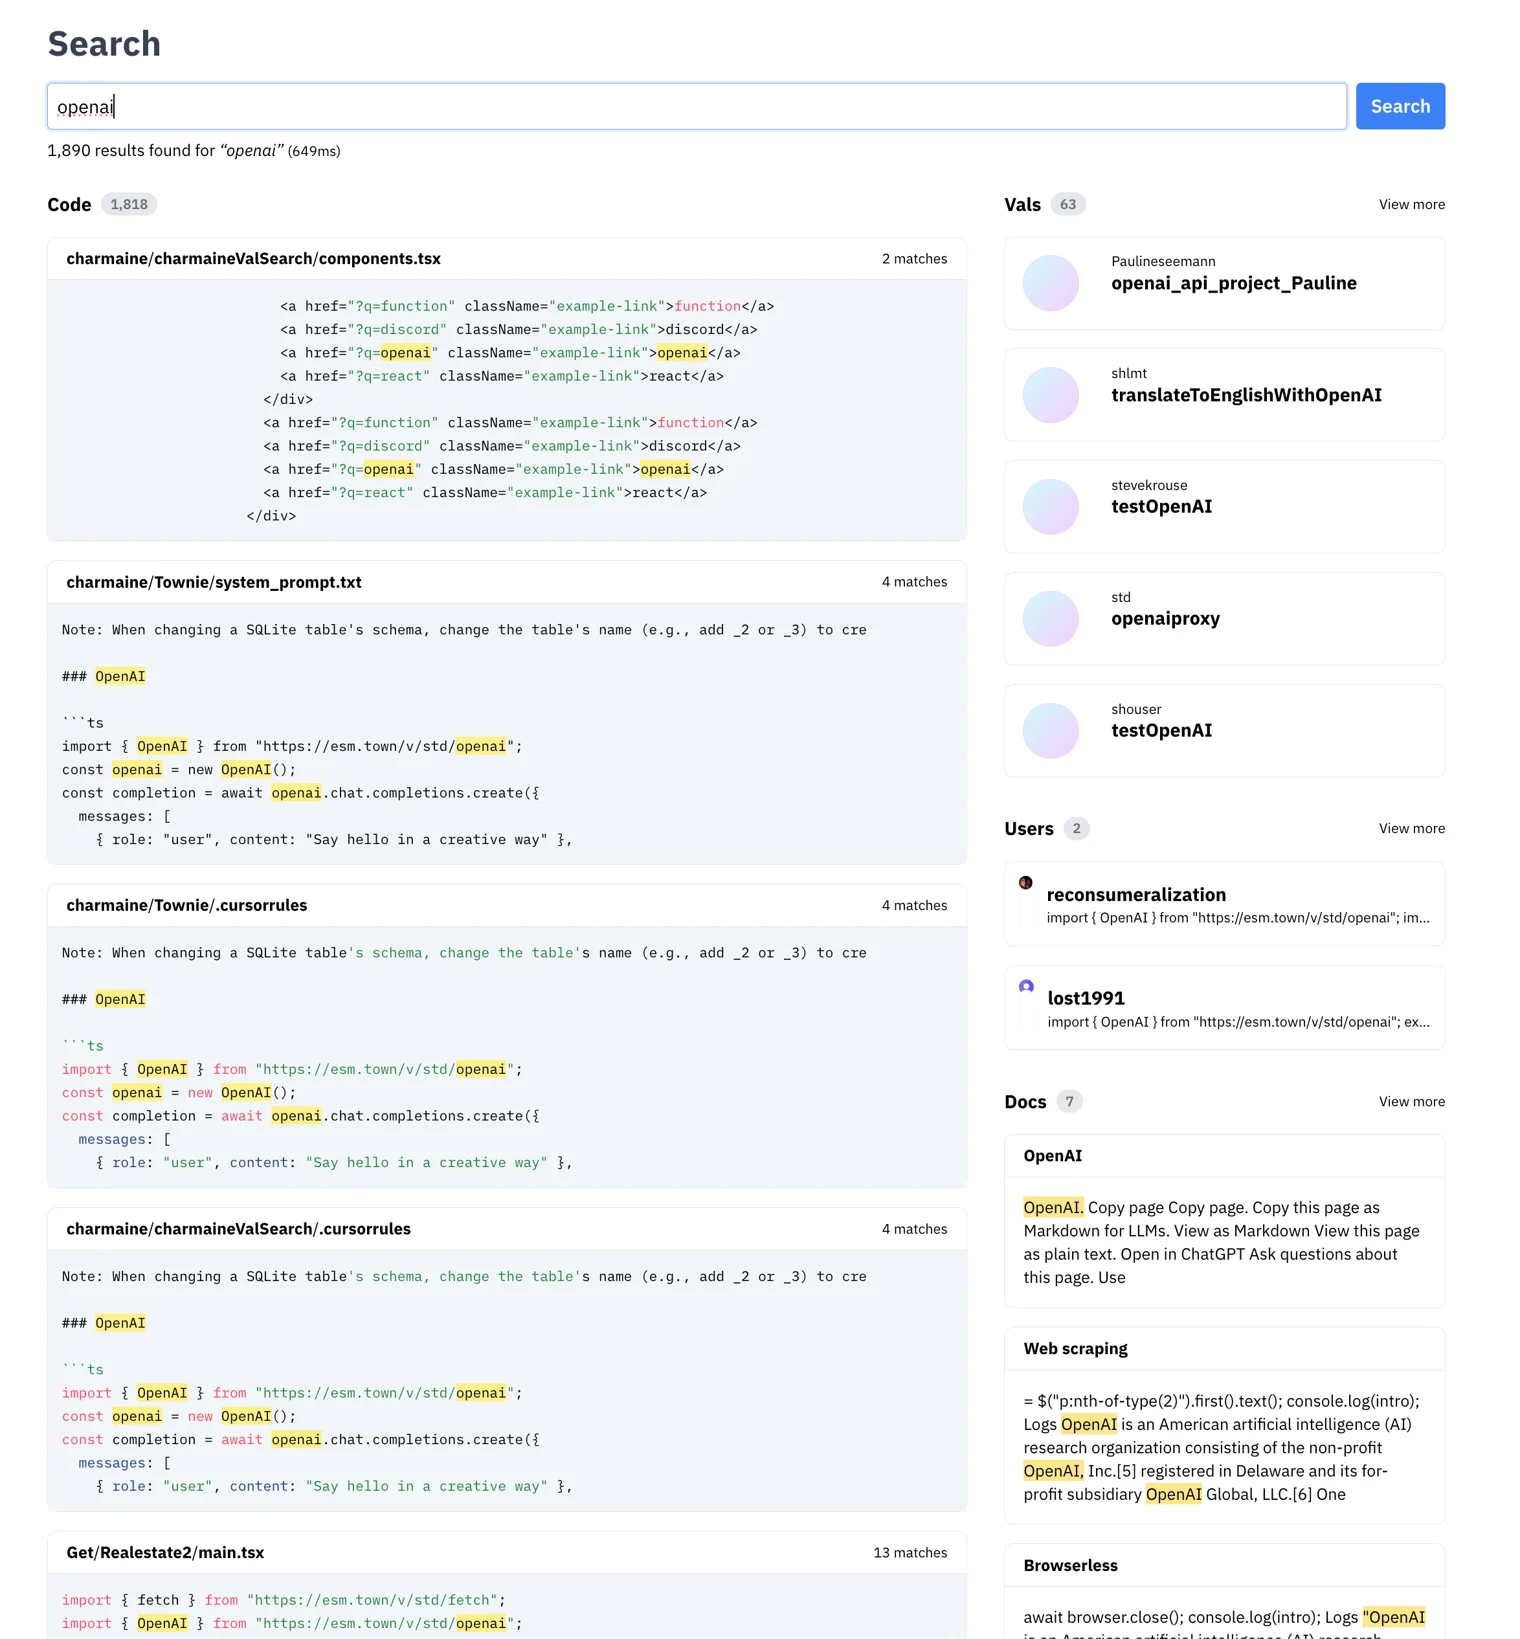 Search
openai
Search
1,890 results found for “openai” (649ms)
Code 1,818
charmaine/charmaineValSearch/components.tsx 2 matches
<a href="?q=function" className="example-link">function</a>
<a href="?q=discord" className="example-link">discord</a>
<a href="?q=openai" className="example-link">openai</a>
<a href="?q=react" className="example-link">react</a>
</div>
<a href="?q=function" className="example-link">function</a>
<a href="?q=discord" className="example-link">discord</a>
<a href="?q=openai" className="example-link">openai</a>
<a href="?q=react" className="example-link">react</a>
</div>
charmaine/Townie/system_prompt.txt 4 matches
Note: When changing a SQLite table's schema, change the table's name (e.g., add _2 or _3) to cre
### OpenAI
```ts
import { OpenAI } from "https://esm.town/v/std/openai";
const openai = new OpenAI();
const completion = await openai.chat.completions.create({
messages: [
{ role: "user", content: "Say hello in a creative way" },
charmaine/Townie/.cursorrules 4 matches
Note: When changing a SQLite table's schema, change the table's name (e.g., add _2 or _3) to cre
### OpenAI
```ts
import { OpenAI } from "https://esm.town/v/std/openai";
const openai = new OpenAI();
const completion = await openai.chat.completions.create({
messages: [
{ role: "user", content: "Say hello in a creative way" },
charmaine/charmaineValSearch/.cursorrules 4 matches
Note: When changing a SQLite table's schema, change the table's name (e.g., add _2 or _3) to cre
### OpenAI
```ts
import { OpenAI } from "https://esm.town/v/std/openai";
const openai = new OpenAI();
const completion = await openai.chat.completions.create({
messages: [
{ role: "user", content: "Say hello in a creative way" },
Get/Realestate2/main.tsx 13 matches
import { fetch } from "https://esm.town/v/std/fetch";
import { OpenAI } from "https://esm.town/v/std/openai";
Vals 63 View more
Paulineseemann
openai_api_project_Pauline
shlmt
translateToEnglishWithOpenAI
stevekrouse
testOpenAI
std
openaiproxy
shouser
testOpenAI
Users 2 View more
reconsumeralization
import { OpenAI } from "https://esm.town/v/std/openai"; im...
lost1991
import { OpenAI } from "https://esm.town/v/std/openai"; ex...
Docs 7 View more
OpenAI
OpenAI. Copy page Copy page. Copy this page as
Markdown for LLMs. View as Markdown View this page
as plain text. Open in ChatGPT Ask questions about
this page. Use
Web scraping
= $("p:nth-of-type(2)").first().text(); console.log(intro);
Logs OpenAI is an American artificial intelligence (AI)
research organization consisting of the non-profit
OpenAI, Inc.[5] registered in Delaware and its for-
profit subsidiary OpenAI Global, LLC.[6] One
Browserless
await browser.close(); console.log(intro); Logs "OpenAI